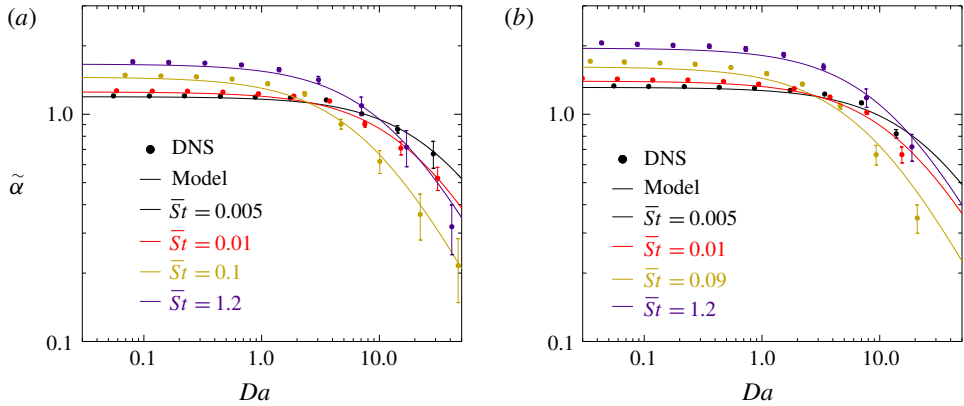 (a)
(b)
1.0
0.1
α̃
DNS
Model
S̅t̅ = 0.005
S̅t̅ = 0.01
S̅t̅ = 0.1
S̅t̅ = 1.2
0.1 1.0 10.0
Da
1.0
0.1
DNS
Model
S̅t̅ = 0.005
S̅t̅ = 0.01
S̅t̅ = 0.09
S̅t̅ = 1.2
0.1 1.0 10.0
Da